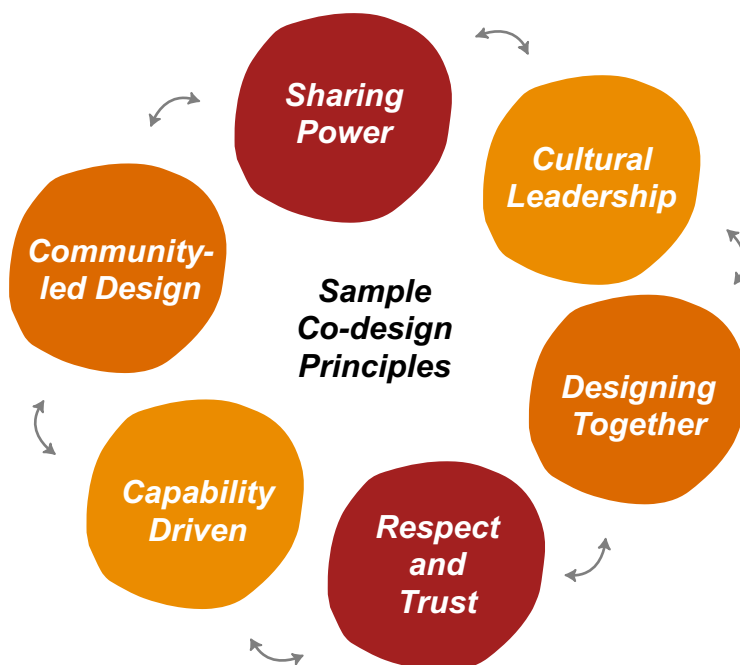 Sharing
Power
Cultural
Leadership
Community-
led Design
Sample
Co-design
Principles
Designing
Together
Capability
Driven
Respect
and
Trust